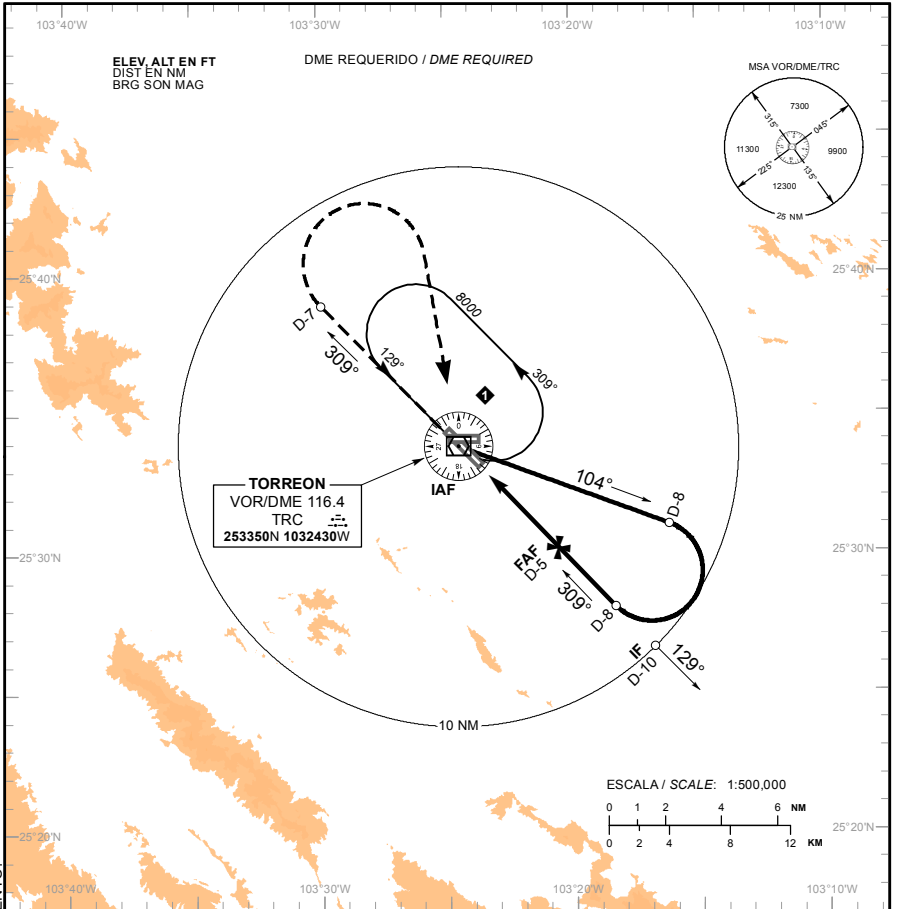 103°40'W
103°30'W
103°20'W
103°10'W
ELEV, ALT EN FT
DIST EN NM
BRG SON MAG
DME REQUERIDO / DME REQUIRED
MSA VOR/DME/TRC
7300
315°
045°
11300
9900
225°
135°
12300
25 NM
25°40'N
25°40'N
8000
D-7
309°
129°
309°
1
0
27
9
18
IAF
TORREON
VOR/DME 116.4
TRC
253350N 1032430W
104°
D-8
25°30'N
25°30'N
FAF
D-5
309°
D-8
IF
D-10
129°
10 NM
ESCALA / SCALE: 1:500,000
0 1 2 4 6 NM
0 2 4 8 12 KM
25°20'N
25°20'N
103°40'W
103°30'W
103°20'W
103°10'W